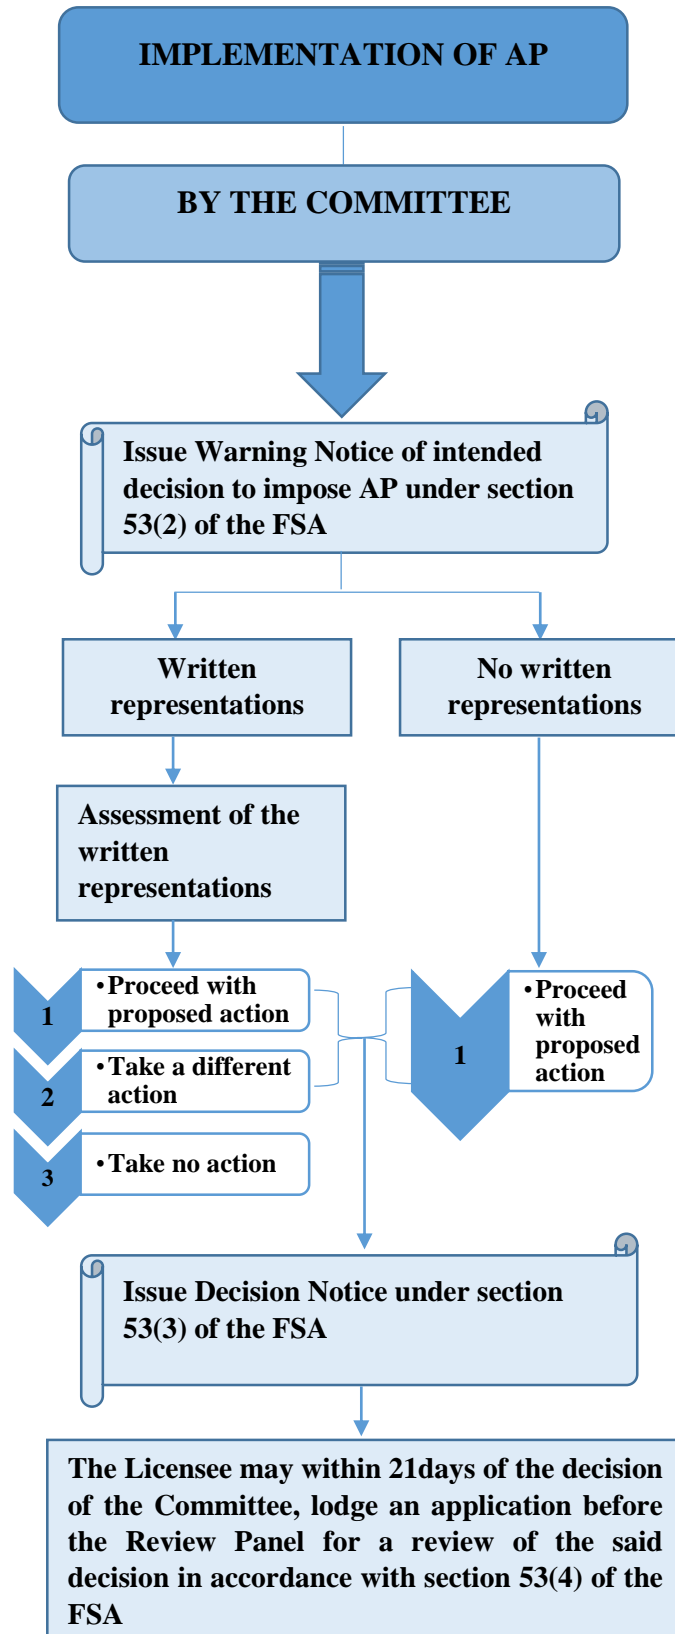 IMPLEMENTATION OF AP
BY THE COMMITTEE
Issue Warning Notice of intended
decision to impose AP under section
53(2) of the FSA
Written
representations
No written
representations
Assessment of the
written
representations
1
•Proceed with
proposed action
2
•Take a different
action
3
•Take no action
1
•Proceed
with
proposed
action
Issue Decision Notice under section
53(3) of the FSA
The Licensee may within 21days of the decision
of the Committee, lodge an application before
the Review Panel for a review of the said
decision in accordance with section 53(4) of the
FSA